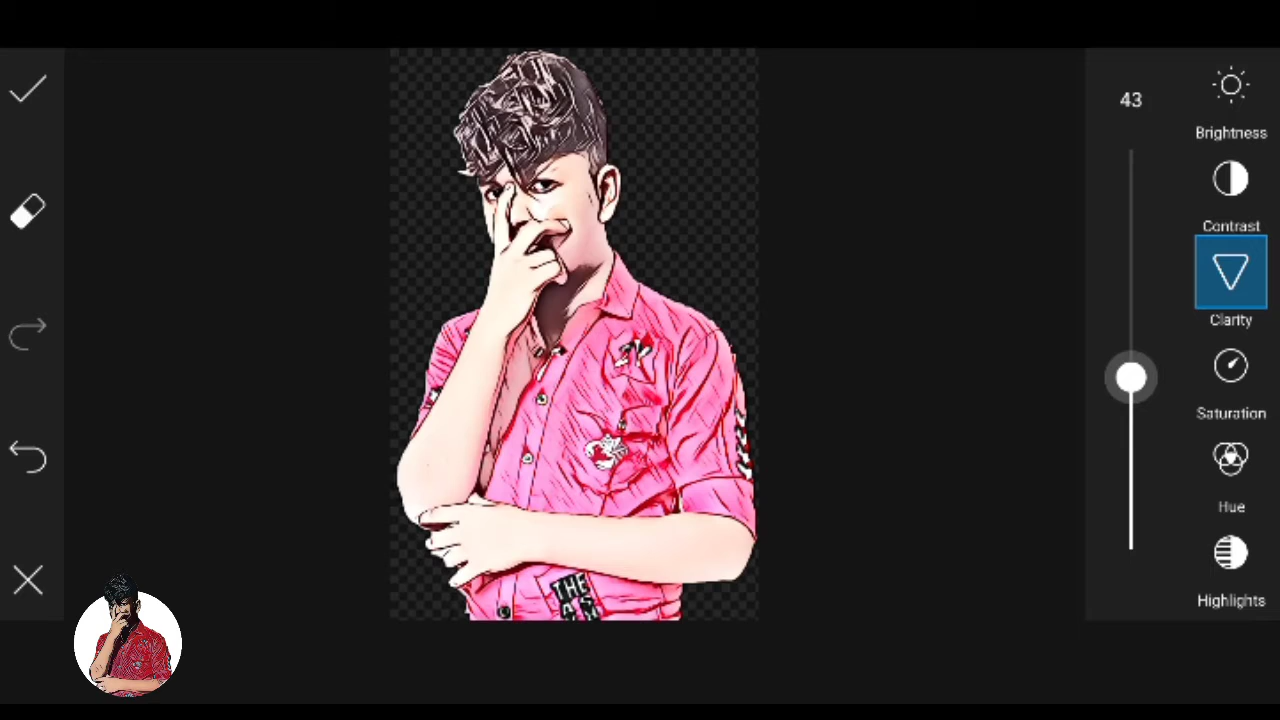 43
Brightness
Contrast
Clarity
Saturation
Hue
Highlights
THE